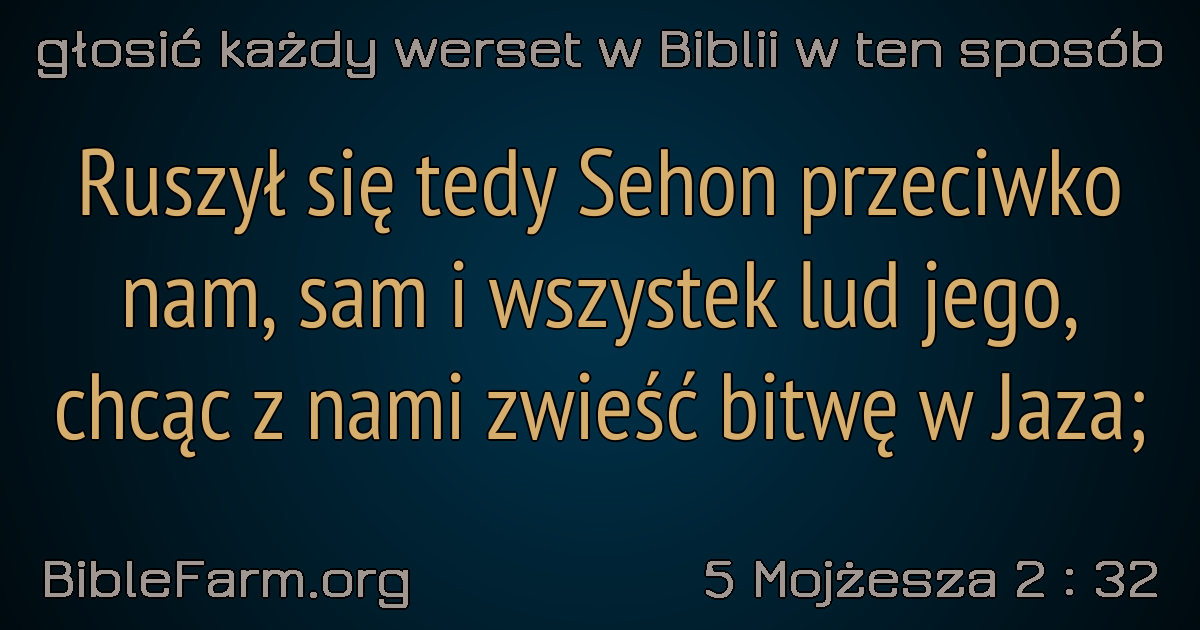 głosić każdy werset w Biblii w ten sposób
Ruszył się tedy Sehon przeciwko
nam, sam i wszystek lud jego,
chcąc z nami zwieść bitwę w Jaza;
BibleFarm.org
5 Mojżesza 2 : 32